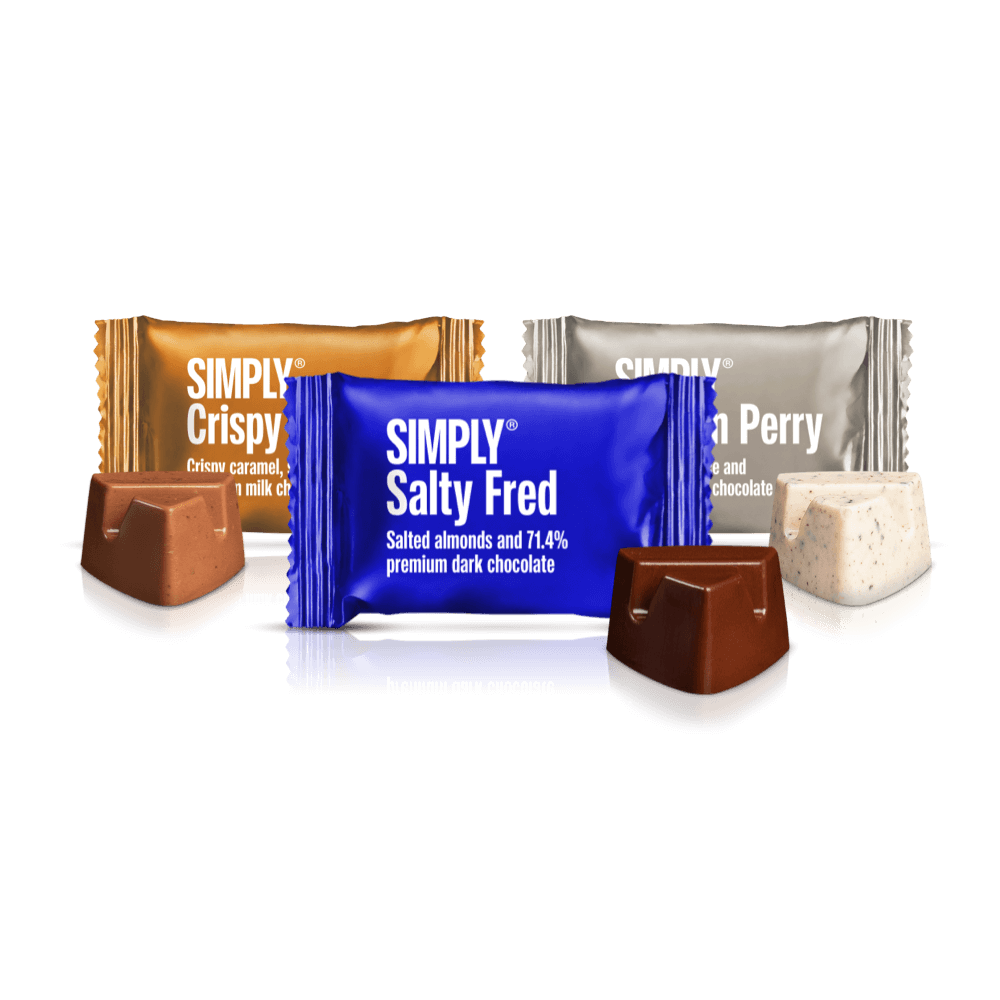 SIMPLY®
Crispy
Crispy caramel,
milk
SIMPLY®
Salty Fred
Salted almonds and 71.4%
premium dark chocolate
SIMPLY®
Perry
and
chocolate